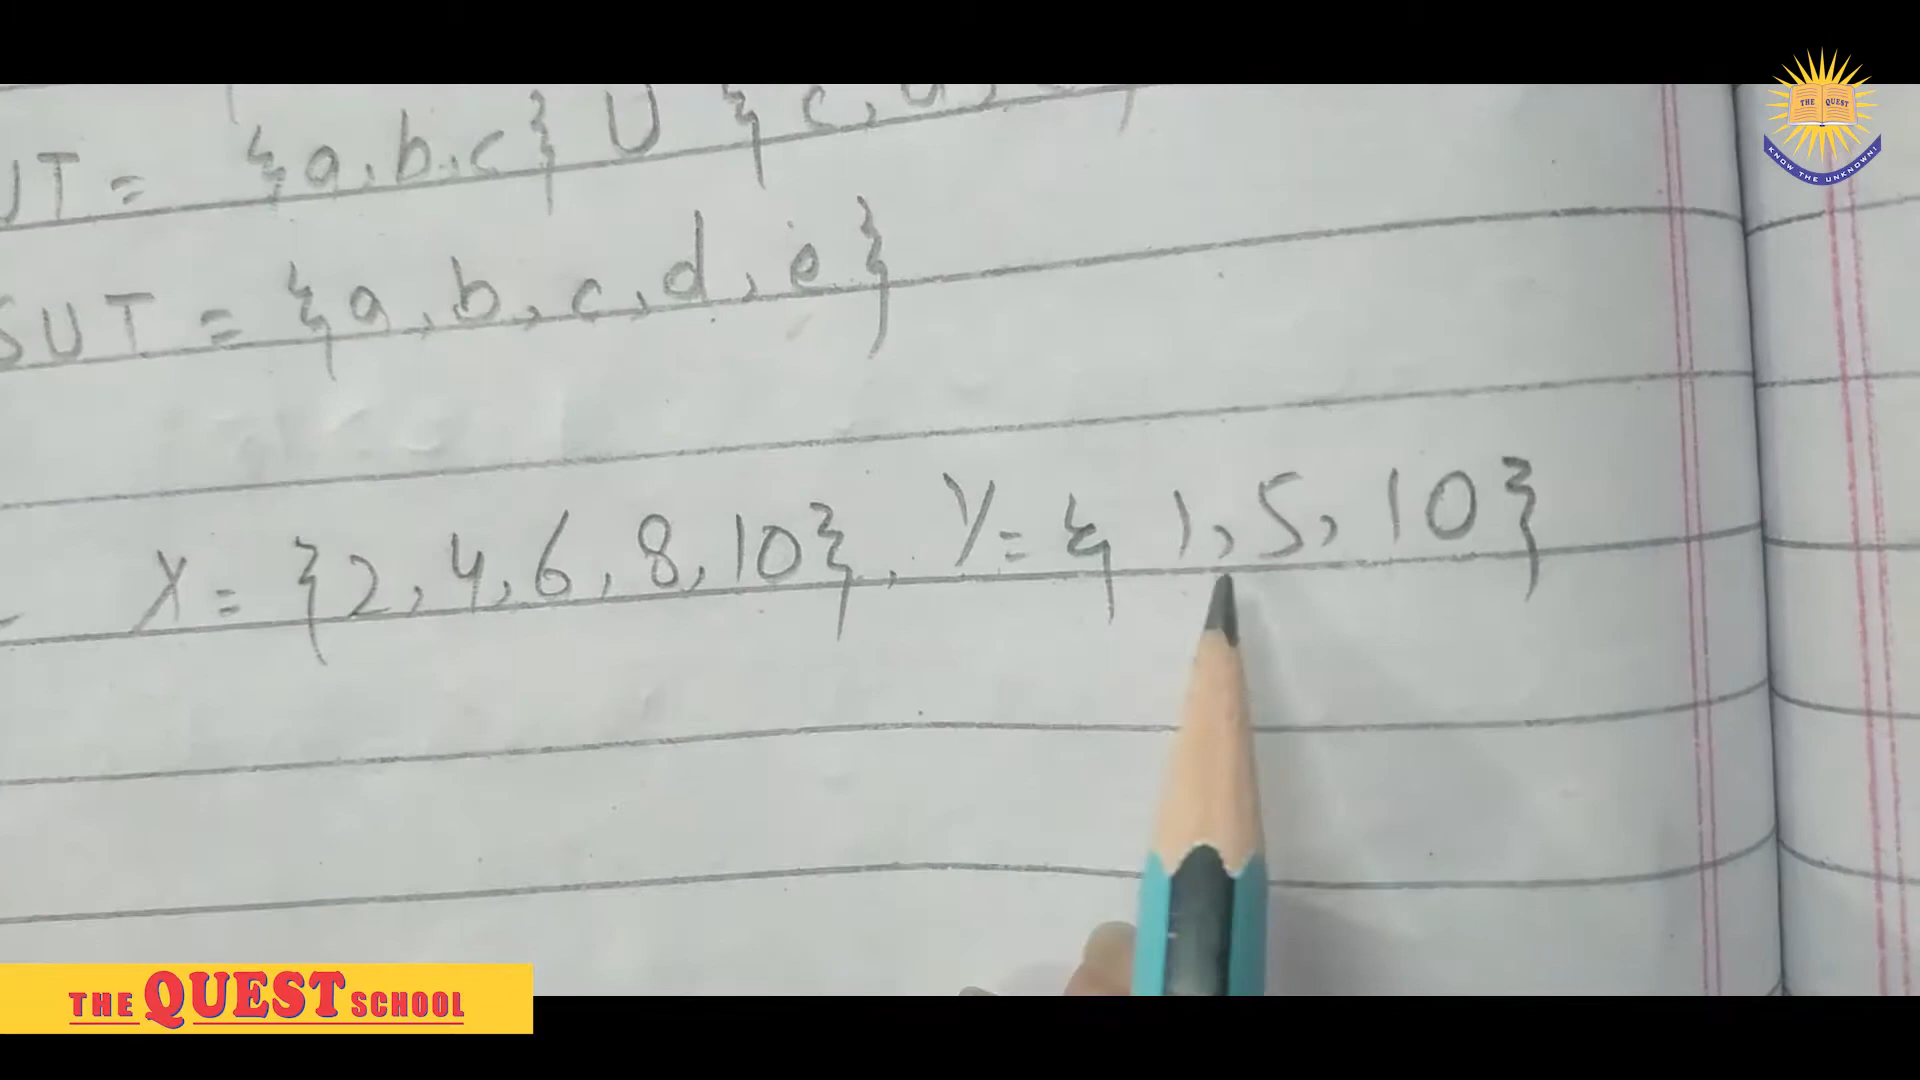 UT = {a, b, c} U {c,
SUT = {a, b, c, d, e}
X = {2, 4, 6, 8, 10}, Y = { 1, 5, 10}
THE QUEST
KNOW THE UNKNOWN!
THE QUEST SCHOOL